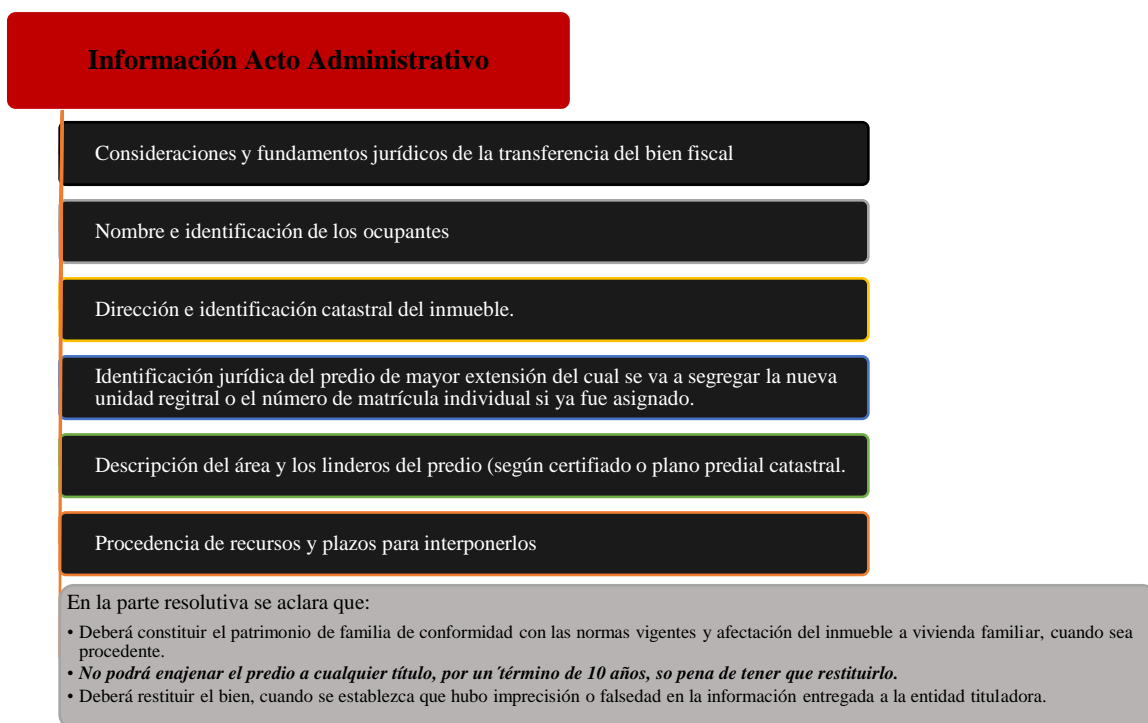 Información Acto Administrativo
Consideraciones y fundamentos jurídicos de la transferencia del bien fiscal
Nombre e identificación de los ocupantes
Dirección e identificación catastral del inmueble.
Identificación jurídica del predio de mayor extensión del cual se va a segregar la nueva
unidad regitral o el número de matrícula individual si ya fue asignado.
Descripción del área y los linderos del predio (según certifiado o plano predial catastral.
Procedencia de recursos y plazos para interponerlos
En la parte resolutiva se aclara que:
• Deberá constituir el patrimonio de familia de conformidad con las normas vigentes y afectación del inmueble a vivienda familiar, cuando sea
procedente.
• No podrá enajenar el predio a cualquier título, por un ´término de 10 años, so pena de tener que restituirlo.
• Deberá restituir el bien, cuando se establezca que hubo imprecisión o falsedad en la información entregada a la entidad tituladora.